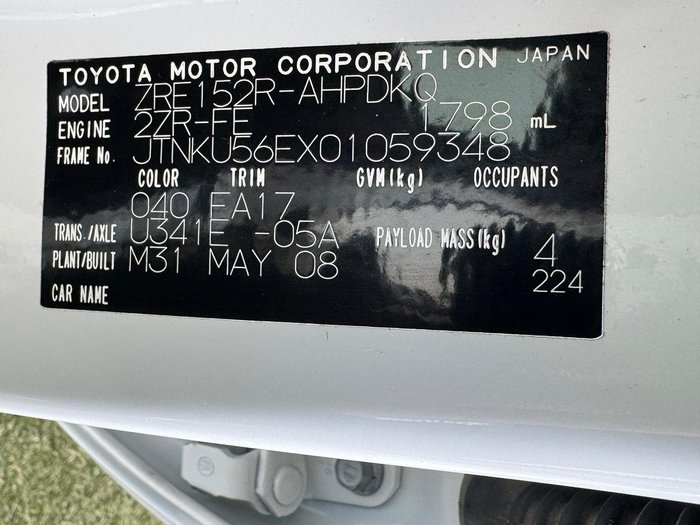 TOYOTA MOTOR CORPORATION JAPAN
MODEL ZRE152R-AHPDKQ
ENGINE 2ZR-FE 1798 mL
FRAME No. JTNKU56EX01059348
COLOR TRIM GVM(kg) OCCUPANTS
040 EA17
TRANS./AXLE U341E -05A PAYLOAD MASS(kg) 4
PLANT/BUILT M31 MAY 08 224
CAR NAME